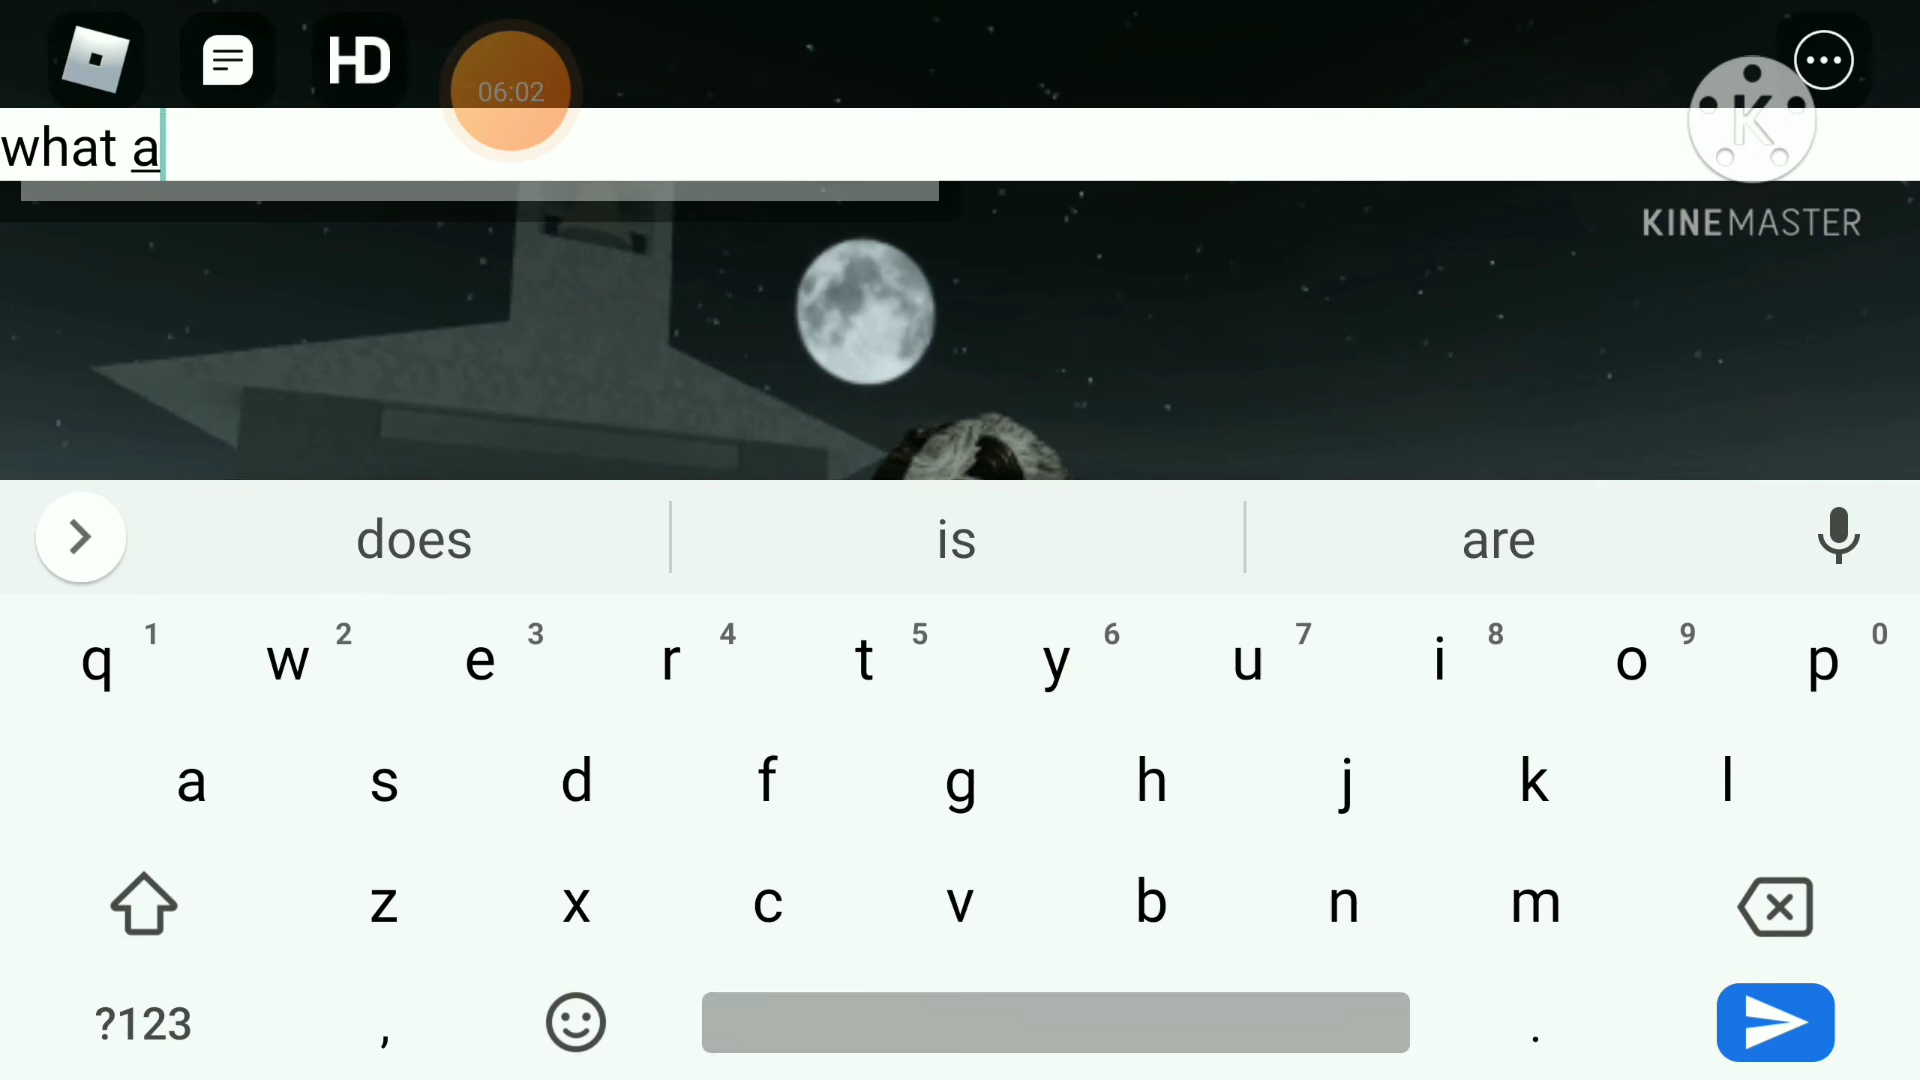 HD
06:02
what a
K
KINEMASTER
does is are
q 1 w 2 e 3 r 4 t 5 y 6 u 7 i 8 o 9 p 0
a s d f g h j k l
z x c v b n m
?123 , .